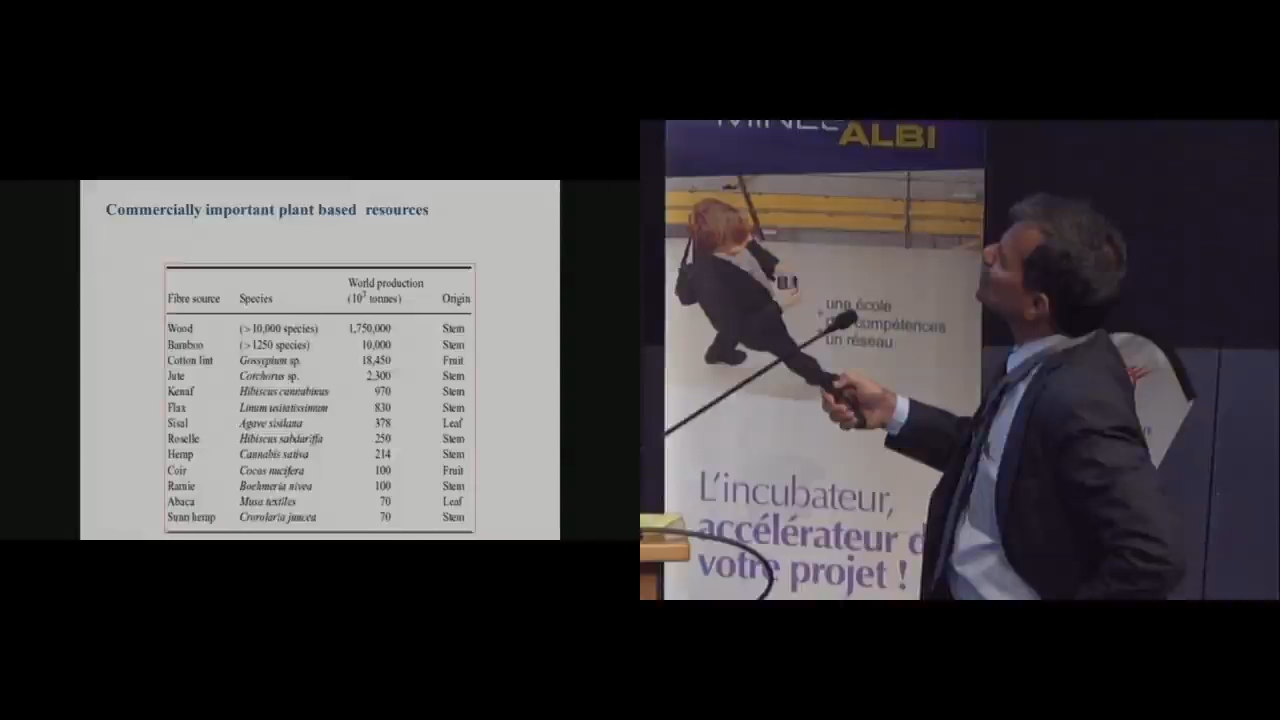 Commercially important plant based resources
World production
Fibre source Species (10³ tonnes) Origin
Wood (>10,000 species) 1,750,000 Stem
Bamboo (>1250 species) 10,000 Stem
Cotton lint Gossypium sp. 18,450 Fruit
Jute Corchorus sp. 2,300 Stem
Kenaf Hibiscus cannabinus 970 Stem
Flax Linum usitatissimum 830 Stem
Sisal Agave sisilana 378 Leaf
Roselle Hibiscus sabdariffa 250 Stem
Hemp Cannabis sativa 214 Stem
Coir Cocos nucifera 100 Fruit
Ramie Boehmeria nivea 100 Stem
Abaca Musa textiles 70 Leaf
Sunn hemp Crorolaria juncea 70 Stem
ALBI
une école
compétences
un réseau
L'incubateur,
accélérateur d
votre projet !